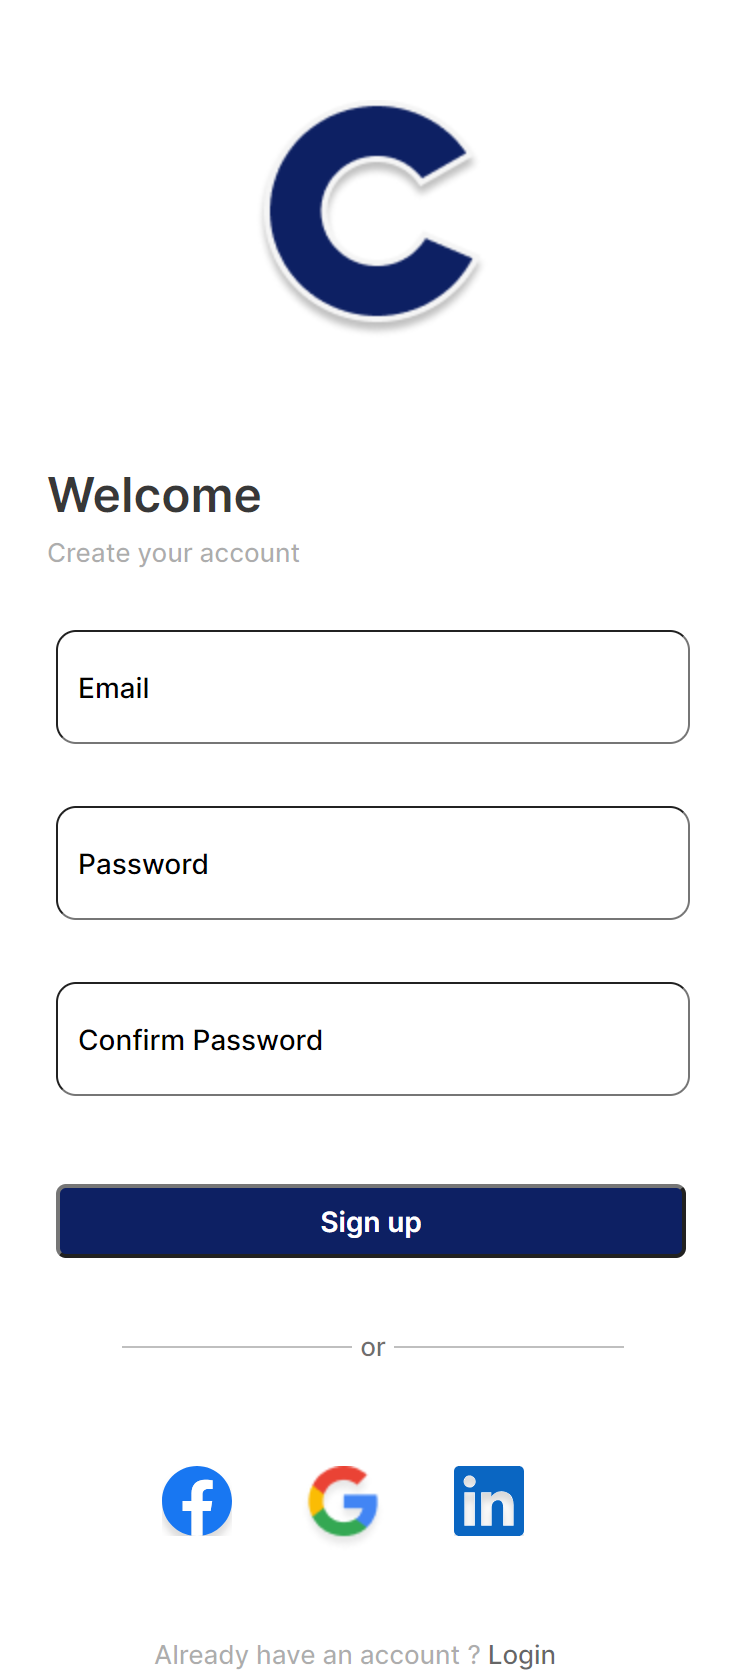 C
Welcome
Create your account
Email
Password
Confirm Password
Sign up
or
in
Already have an account ? Login